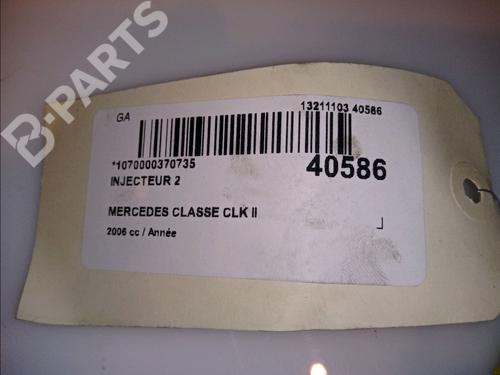 B-PARTS
GA
13211103 40586
*1070000370735
40586
INJECTEUR 2
MERCEDES CLASSE CLK II
2006 cc / Année